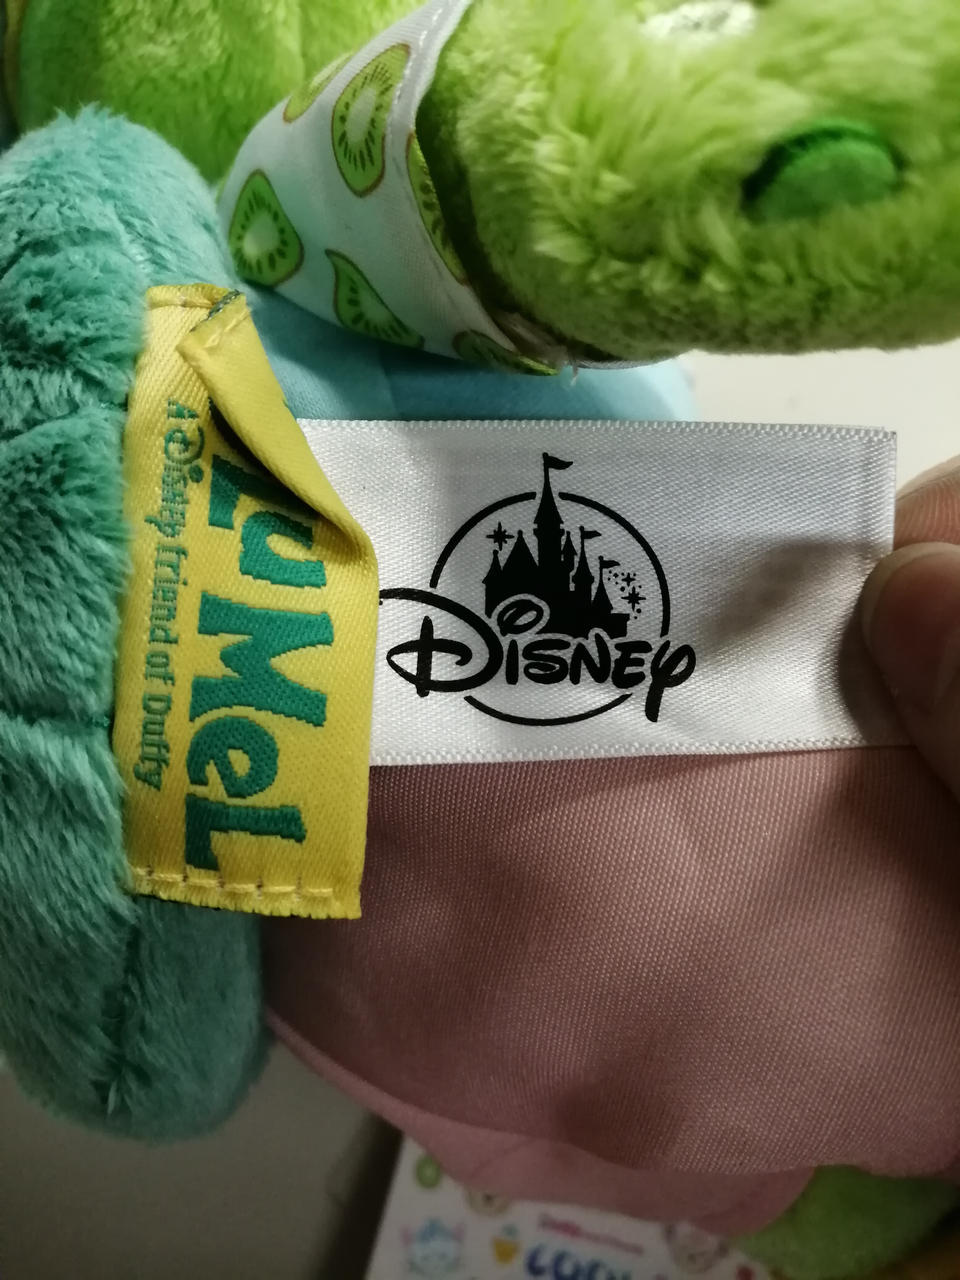 LuMeL
A Disney friend of Duffy
Disney